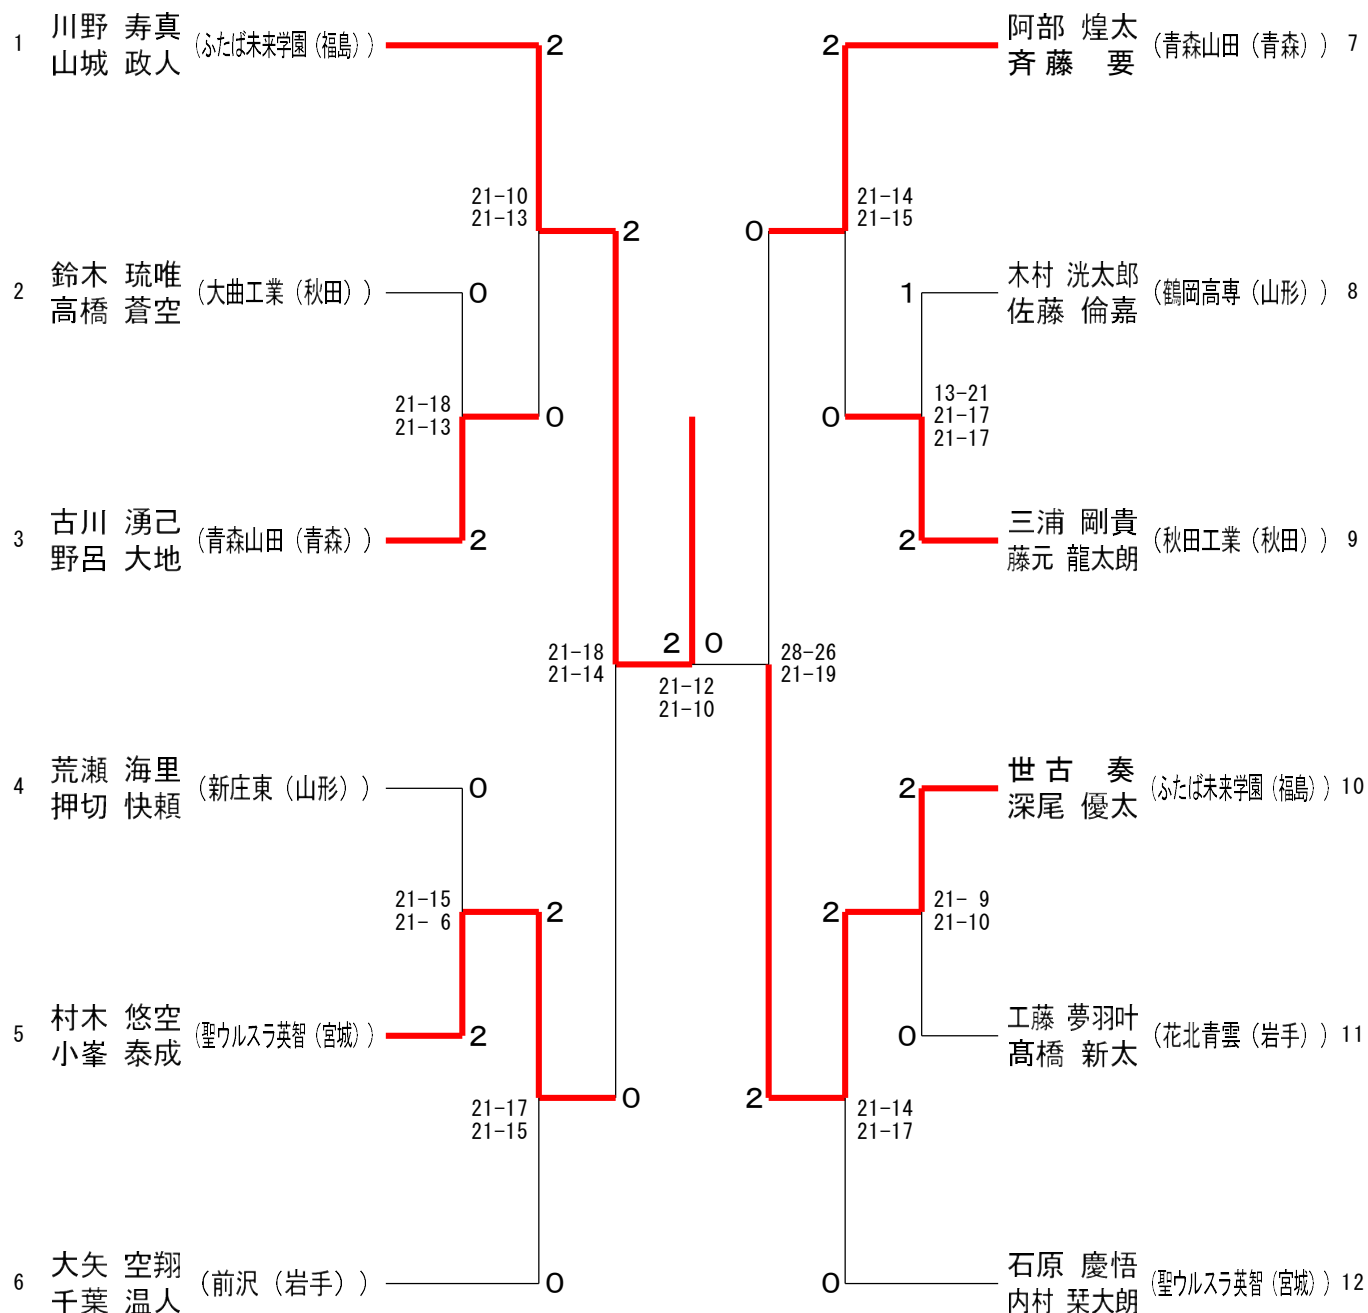 1 川野 寿真 (ふたば未来学園 (福島) )
山城 政人
2
21-10
21-13
2
2 鈴木 琉唯 (大曲工業 (秋田) )
高橋 蒼空
0
21-18
21-13
0
3 古川 湧己 (青森山田 (青森) )
野呂 大地
2
21-18
21-14
4 荒瀬 海里 (新庄東 (山形) )
押切 快頼
0
21-15
21- 6
2
5 村木 悠空 (聖ウルスラ英智 (宮城) )
小峯 泰成
2
21-17
21-15
0
6 大矢 空翔 (前沢 (岩手) )
千葉 温人
0
2 0
21-12
21-10
2
阿部 煌太 (青森山田 (青森) ) 7
斉藤 要
0
21-14
21-15
1
木村 洸太郎 (鶴岡高専 (山形) ) 8
佐藤 倫嘉
0
13-21
21-17
21-17
2
三浦 剛貴 (秋田工業 (秋田) ) 9
藤元 龍太朗
28-26
21-19
2
世古 奏 (ふたば未来学園 (福島) ) 10
深尾 優太
2
21- 9
21-10
0
工藤 夢羽叶 (花北青雲 (岩手) ) 11
髙橋 新太
2
21-14
21-17
0
石原 慶悟 (聖ウルスラ英智 (宮城) ) 12
内村 栞大朗